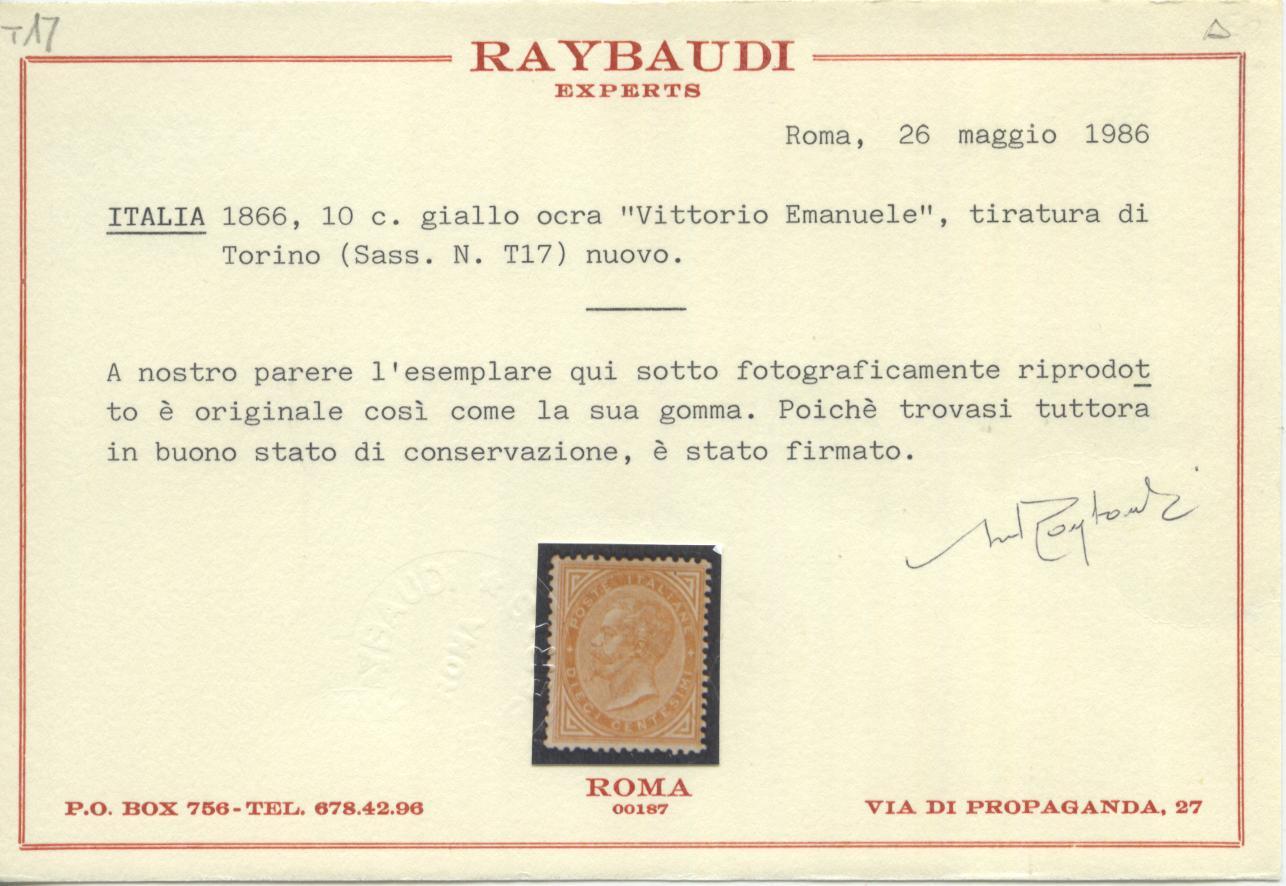 T17
RAYBAUDI
EXPERTS
Roma, 26 maggio 1986
ITALIA 1866, 10 c. giallo ocra "Vittorio Emanuele", tiratura di
Torino (Sass. N. T17) nuovo.
A nostro parere l'esemplare qui sotto fotograficamente riprodot
to è originale così come la sua gomma. Poichè trovasi tuttora
in buono stato di conservazione, è stato firmato.
Raybaudi
POSTE ITALIANE
DIECI CENTESIMI
RAYBAUDI
ROMA
ROMA
00187
P.O. BOX 756-TEL. 678.42.96
VIA DI PROPAGANDA, 27